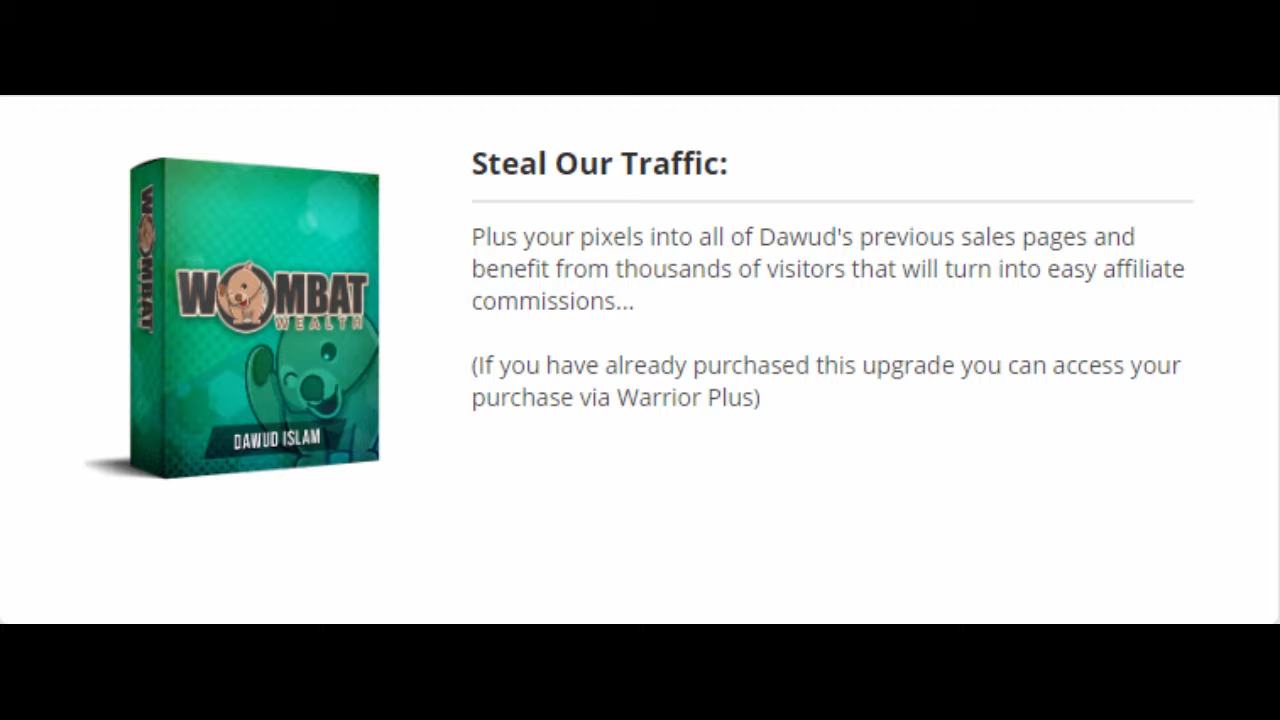 Steal Our Traffic:
Plus your pixels into all of Dawud's previous sales pages and
benefit from thousands of visitors that will turn into easy affiliate
commissions...
(If you have already purchased this upgrade you can access your
purchase via Warrior Plus)
WOMBAT
WOMBAT
WEALTH
DAWUD ISLAM